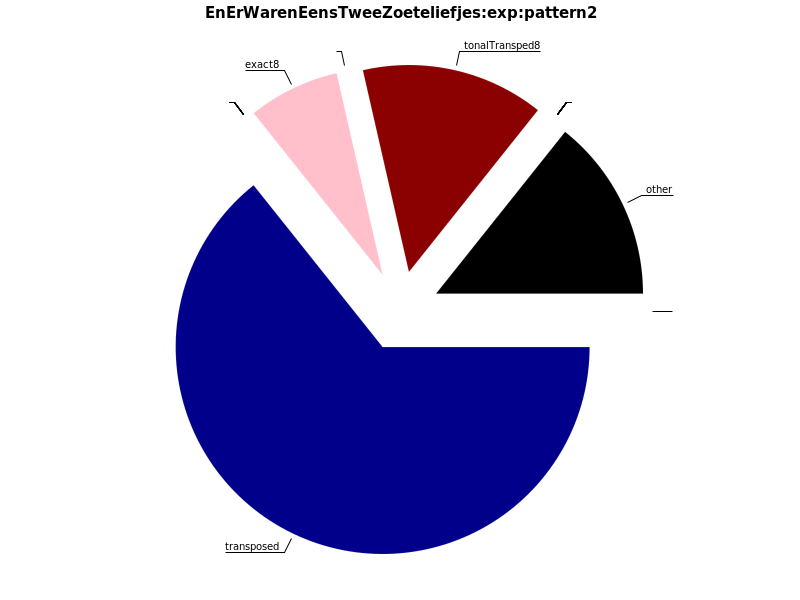 EnErWarenEensTweeZoeteliefjes:exp:pattern2
tonalTransped8
exact8
other
transposed